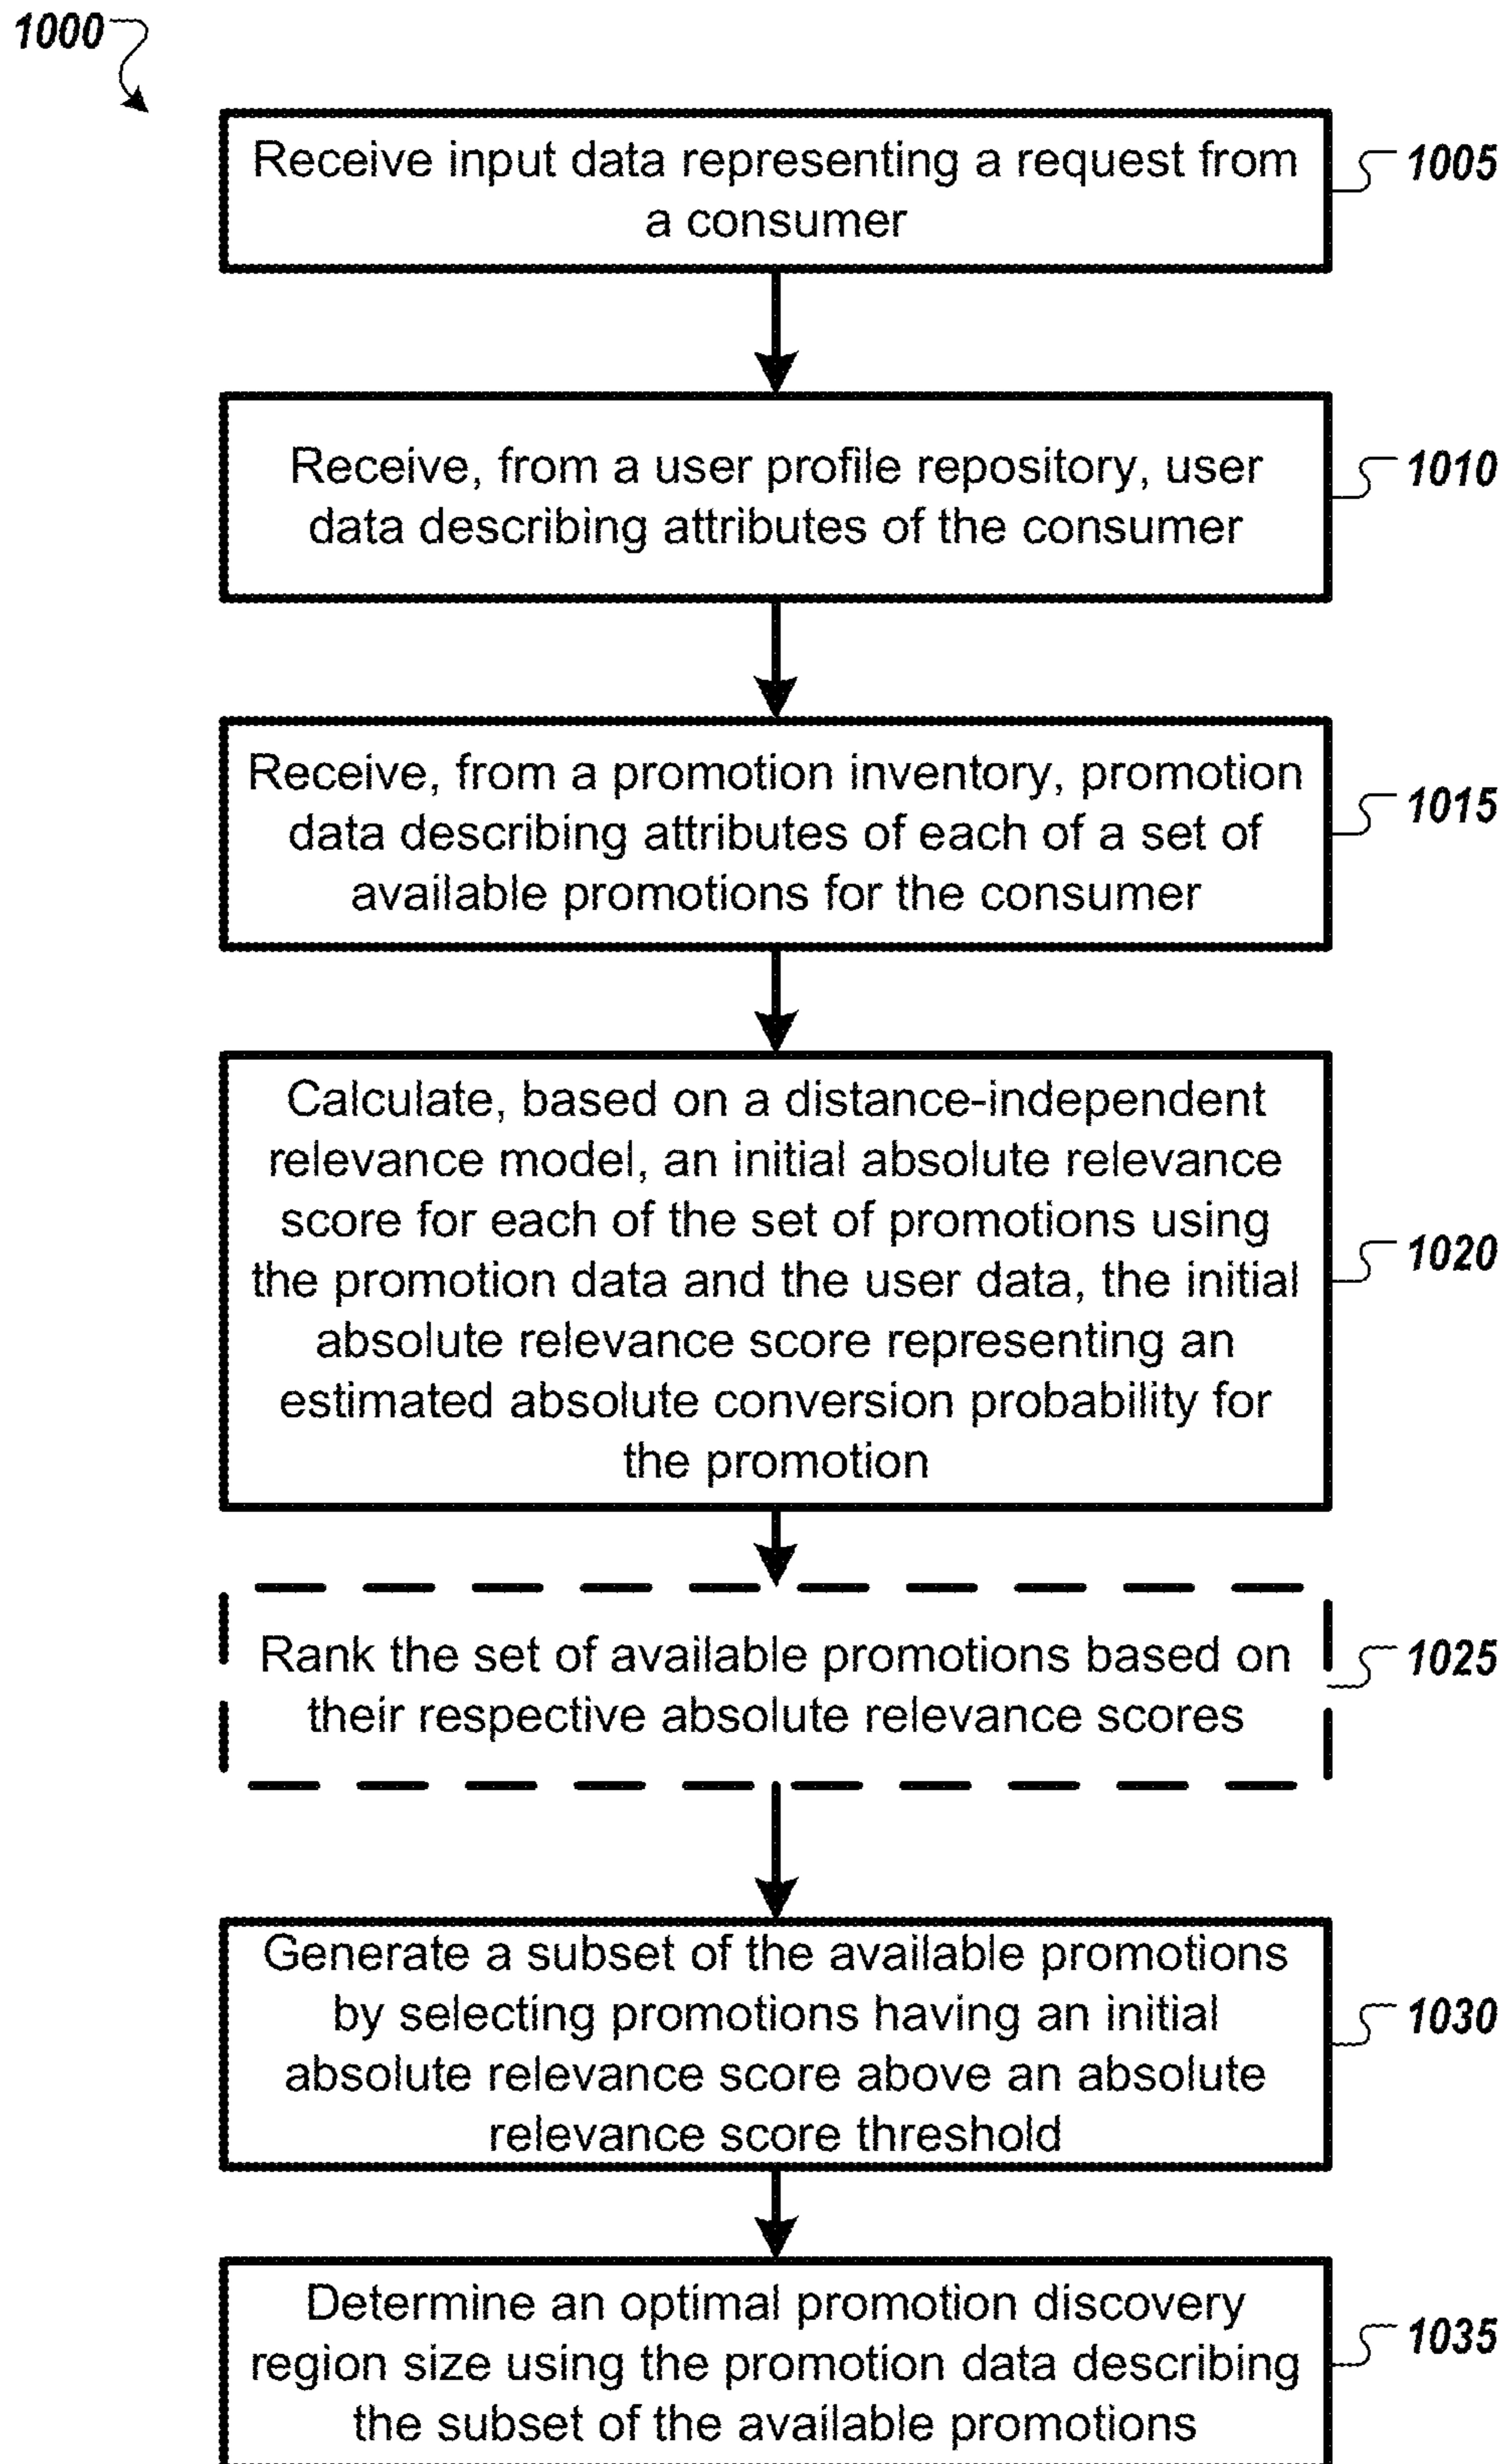 1000
Receive input data representing a request from
a consumer
1005
Receive, from a user profile repository, user
data describing attributes of the consumer
1010
Receive, from a promotion inventory, promotion
data describing attributes of each of a set of
available promotions for the consumer
1015
Calculate, based on a distance-independent
relevance model, an initial absolute relevance
score for each of the set of promotions using
the promotion data and the user data, the initial
absolute relevance score representing an
estimated absolute conversion probability for
the promotion
1020
Rank the set of available promotions based on
their respective absolute relevance scores
1025
Generate a subset of the available promotions
by selecting promotions having an initial
absolute relevance score above an absolute
relevance score threshold
1030
Determine an optimal promotion discovery
region size using the promotion data describing
the subset of the available promotions
1035